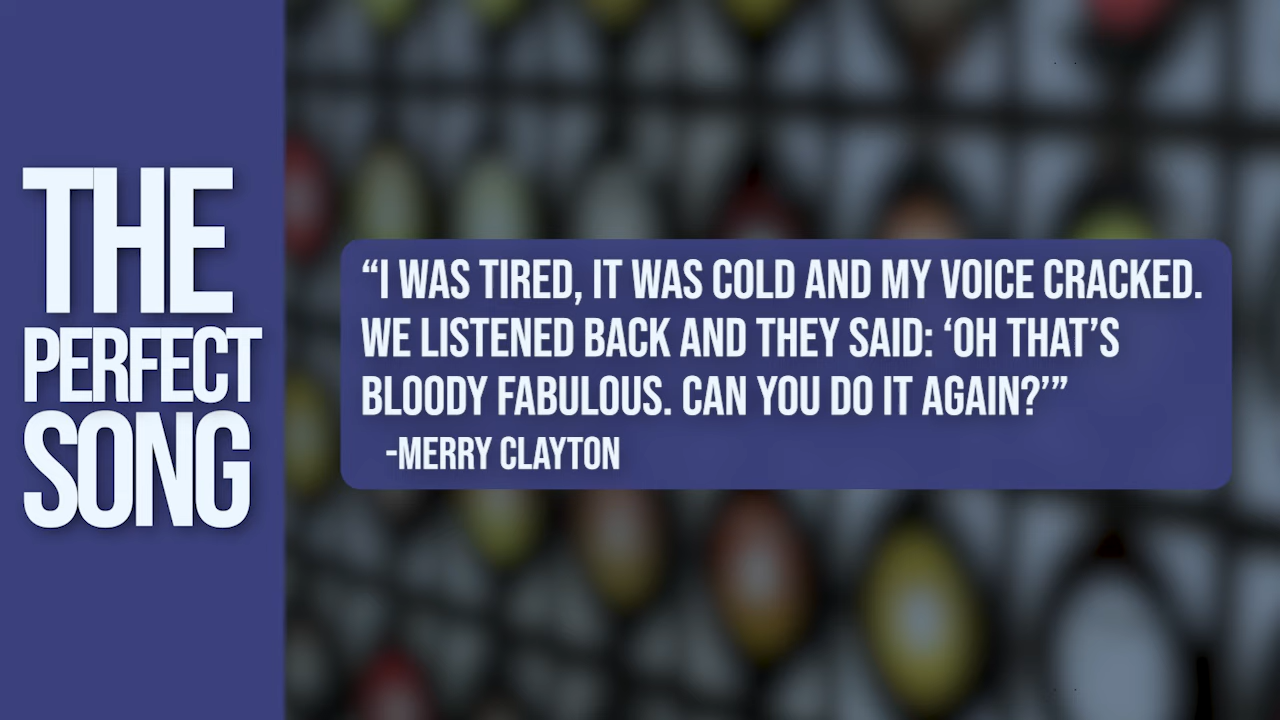 THE
PERFECT
SONG
“I WAS TIRED, IT WAS COLD AND MY VOICE CRACKED.
WE LISTENED BACK AND THEY SAID: ‘OH THAT’S
BLOODY FABULOUS. CAN YOU DO IT AGAIN?’”
-MERRY CLAYTON